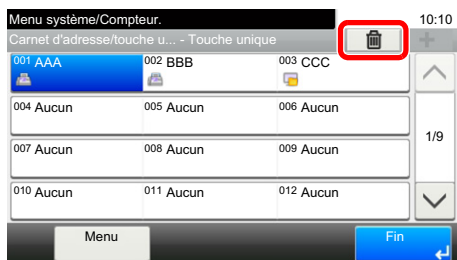 Menu système/Compteur. 10:10
Carnet d'adresse/touche u... - Touche unique
001 AAA 002 BBB 003 CCC
004 Aucun 005 Aucun 006 Aucun
1/9
007 Aucun 008 Aucun 009 Aucun
010 Aucun 011 Aucun 012 Aucun
Menu Fin